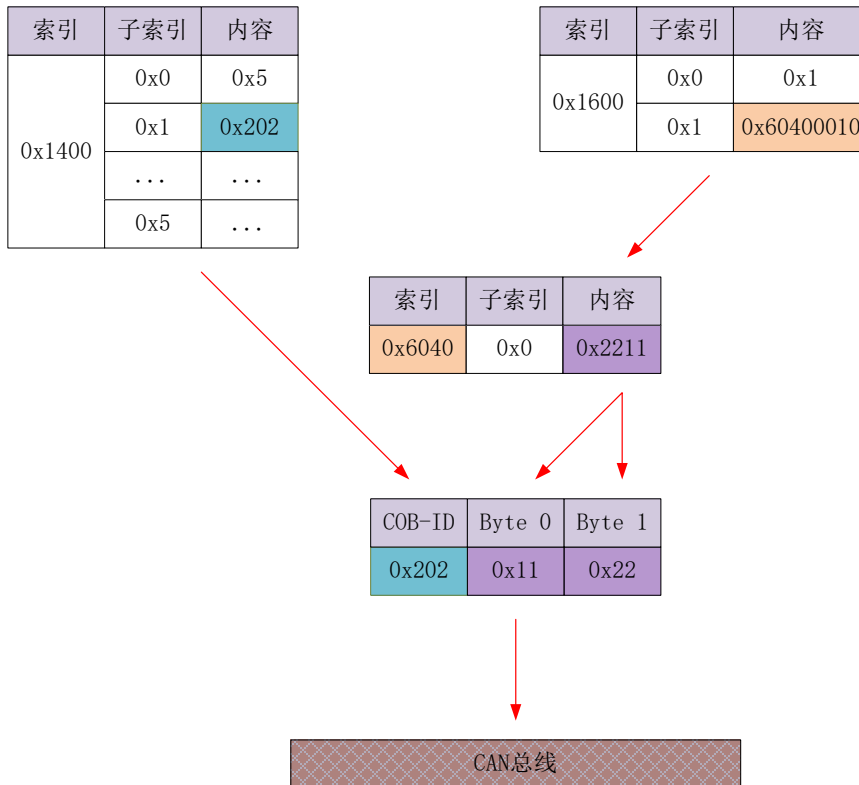 索引 子索引 内容
0x1400
0x0 0x5
0x1 0x202
... ...
0x5 ...
索引 子索引 内容
0x1600
0x0 0x1
0x1 0x60400010
索引 子索引 内容
0x6040 0x0 0x2211
COB-ID Byte 0 Byte 1
0x202 0x11 0x22
CAN总线